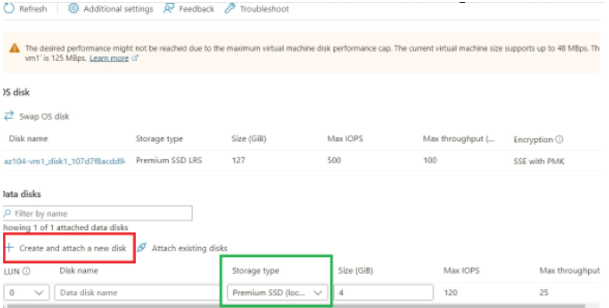 Refresh Additional settings Feedback Troubleshoot
The desired performance might not be reached due to the maximum virtual machine disk performance cap. The current virtual machine size supports up to 48 MBps. Th
vm1' is 125 MBps. Learn more
OS disk
Swap OS disk
Disk name Storage type Size (GiB) Max IOPS Max throughput (... Encryption
az104-vm1_disk1_107d7f8acdd9 Premium SSD LRS 127 500 100 SSE with PMK
Data disks
Filter by name
howing 1 of 1 attached data disks
Create and attach a new disk Attach existing disks
LUN Disk name Storage type Size (GiB) Max IOPS Max throughput
0 Data disk name Premium SSD (loc... 4 120 25